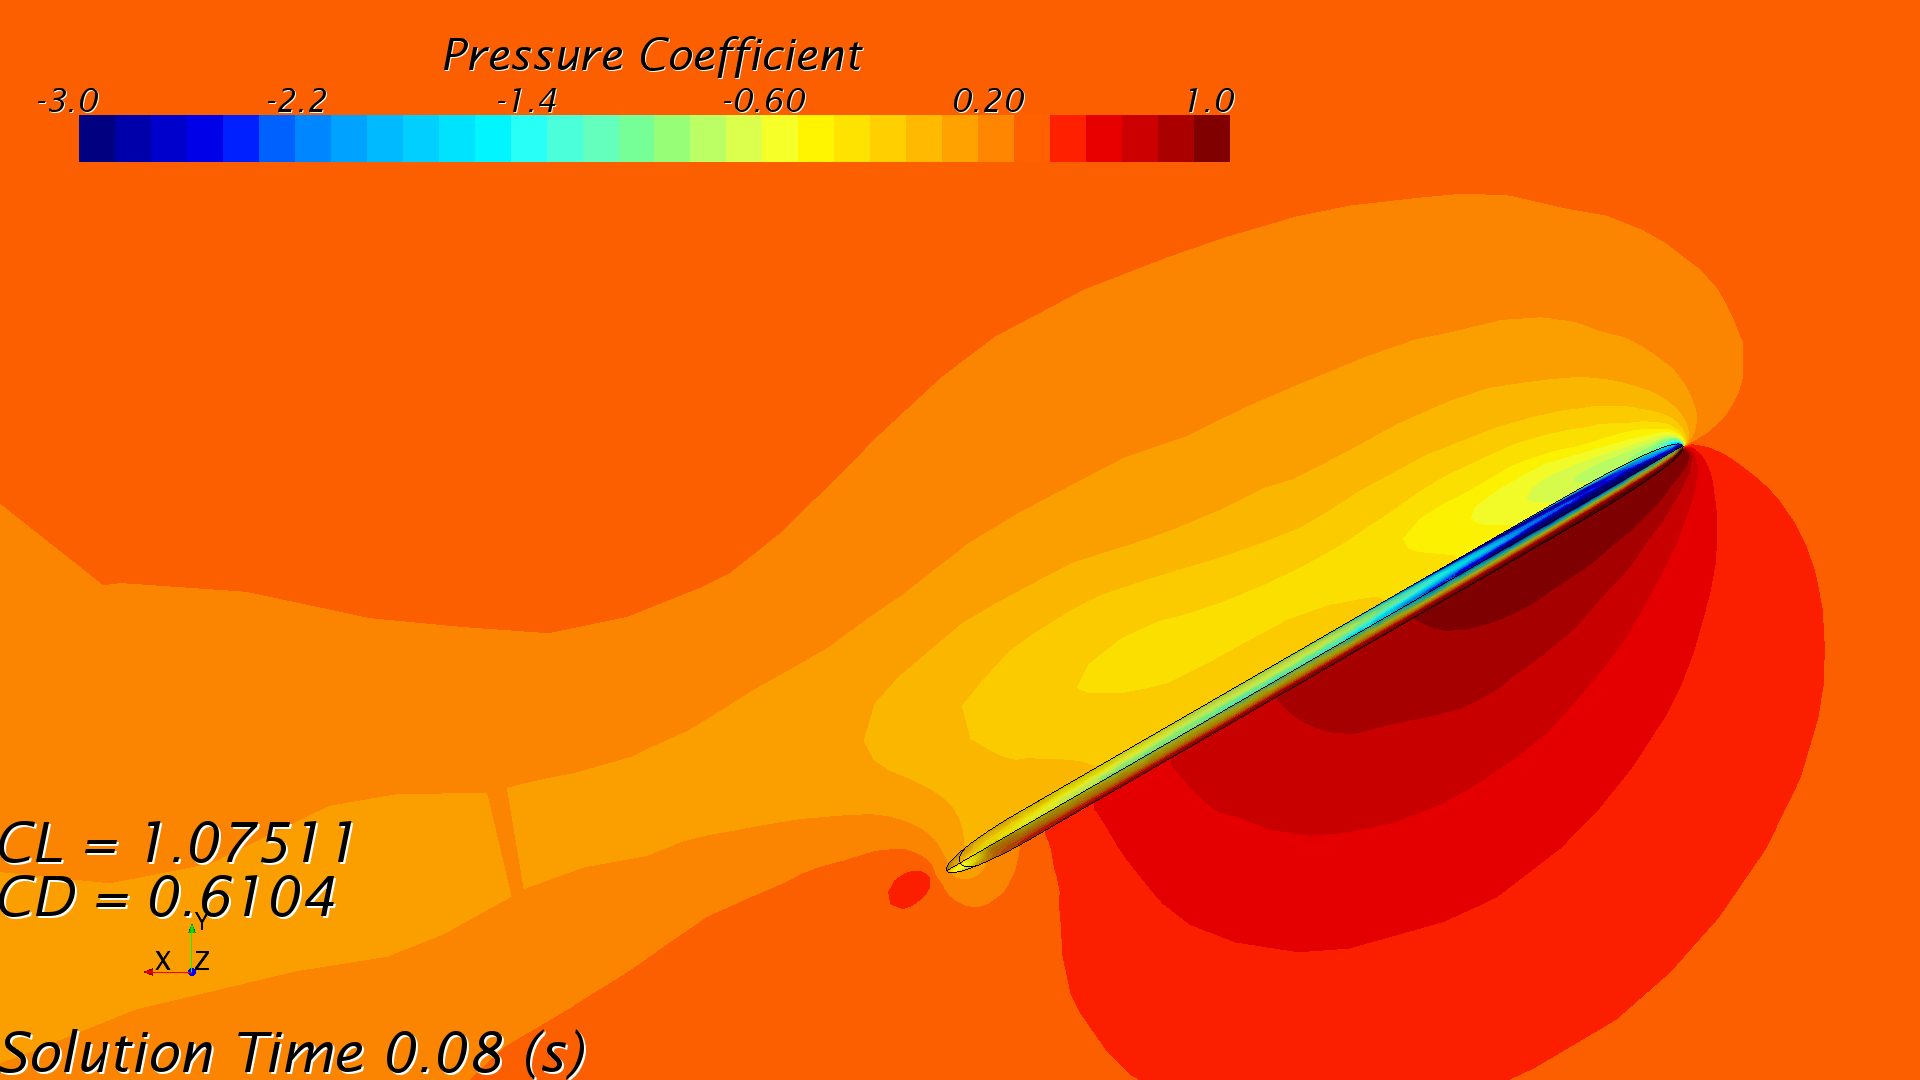 Pressure Coefficient
-3.0 -2.2 -1.4 -0.60 0.20 1.0
CL = 1.07511
CD = 0.6104
Y
X Z
Solution Time 0.08 (s)